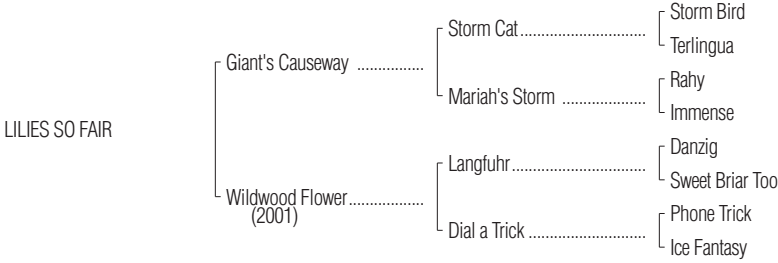 Storm Bird
Storm Cat..............................
Terlingua
Giant's Causeway ................
Rahy
Mariah's Storm ....................
Immense
LILIES SO FAIR
Danzig
Langfuhr................................
Sweet Briar Too
Wildwood Flower..................
(2001)
Phone Trick
Dial a Trick ............................
Ice Fantasy